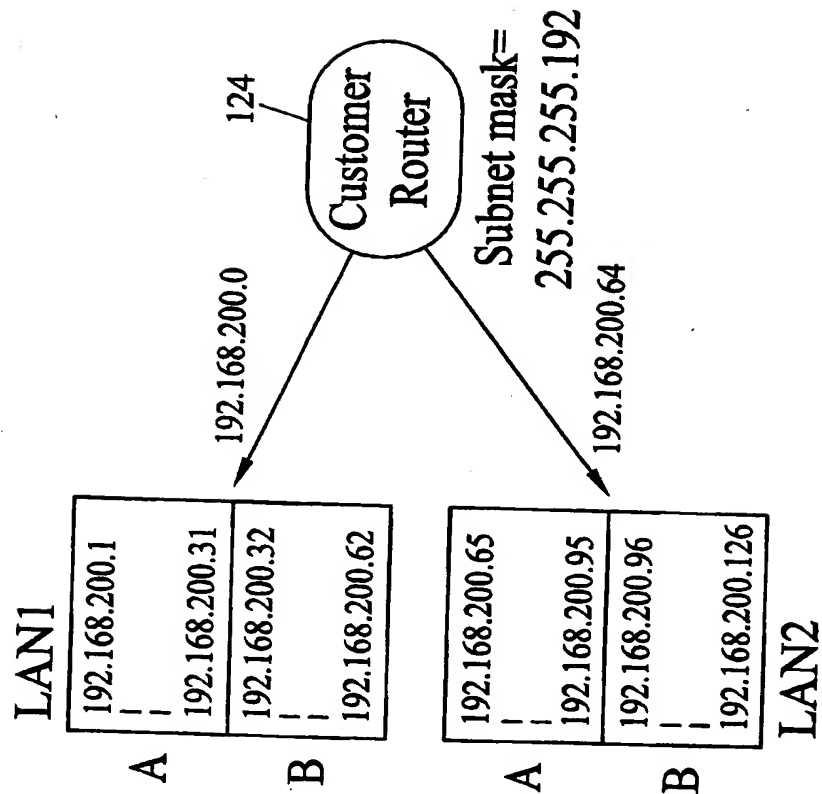 LAN1
A
192.168.200.1
192.168.200.31
B
192.168.200.32
192.168.200.62
192.168.200.0
124
Customer
Router
Subnet mask=
255.255.255.192
192.168.200.64
A
192.168.200.65
192.168.200.95
B
192.168.200.96
192.168.200.126
LAN2